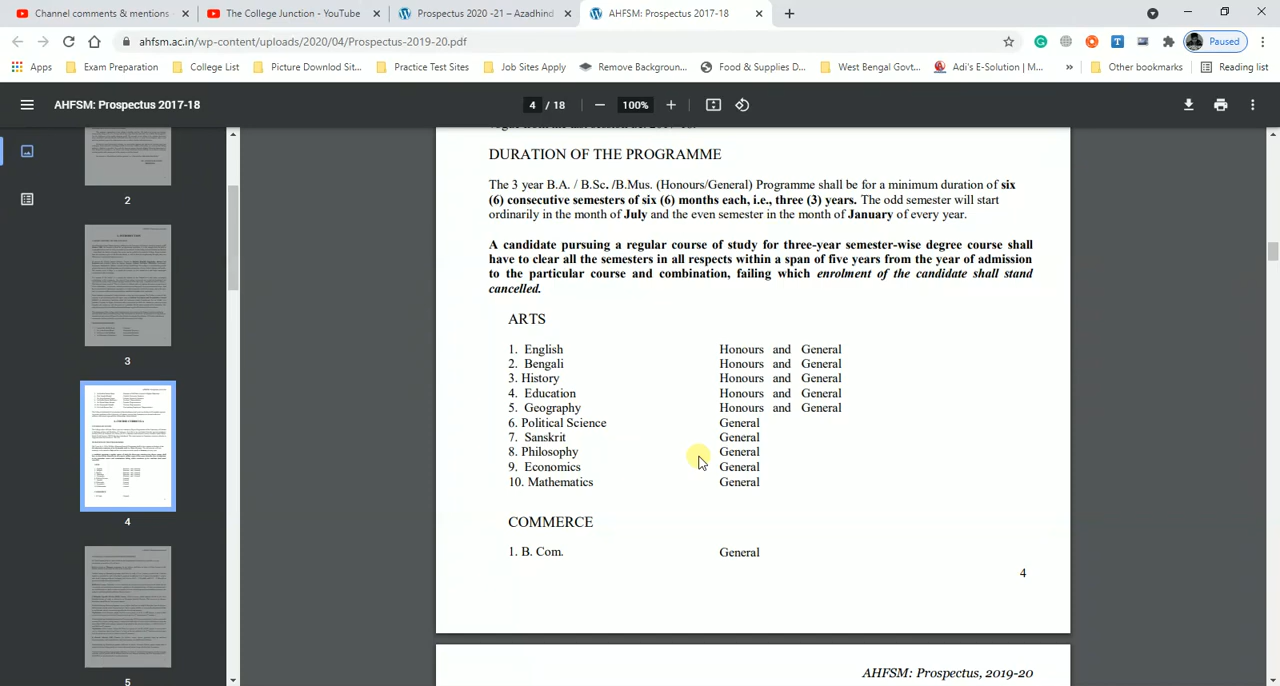 Channel comments & mentions
The College Junction - YouTube
Prospectus 2020 -21 – Azadhind
AHFSM: Prospectus 2017-18
ahfsm.ac.in/wp-content/uploads/2020/04/Prospectus-2019-20.pdf
Paused
Apps
Exam Preparation
College List
Picture Downlod Sit...
Practice Test Sites
Job Sites Apply
Remove Backgroun...
Food & Supplies D...
West Bengal Govt...
Adi's E-Solution | M...
»
Other bookmarks
Reading list
AHFSM: Prospectus 2017-18
4 / 18
100%
2
3
4
5
DURATION OF THE PROGRAMME
The 3 year B.A. / B.Sc. /B.Mus. (Honours/General) Programme shall be for a minimum duration of six
(6) consecutive semesters of six (6) months each, i.e., three (3) years. The odd semester will start
ordinarily in the month of July and the even semester in the month of January of every year.
A candidate pursuing a regular course of study for three-year semester-wise degree course shall
have to clear all the semesters in all respects within a span of five years from the year of admission
to the particular course and combination, failing which enrolment of the candidate shall stand
cancelled.
ARTS
1. English Honours and General
2. Bengali Honours and General
3. History Honours and General
4. Education Honours and General
5. Geography Honours and General
6. Political Science General
7. Sanskrit General
8. Philosophy General
9. Economics General
10. Mathematics General
COMMERCE
1. B. Com. General
4
AHFSM: Prospectus, 2019-20